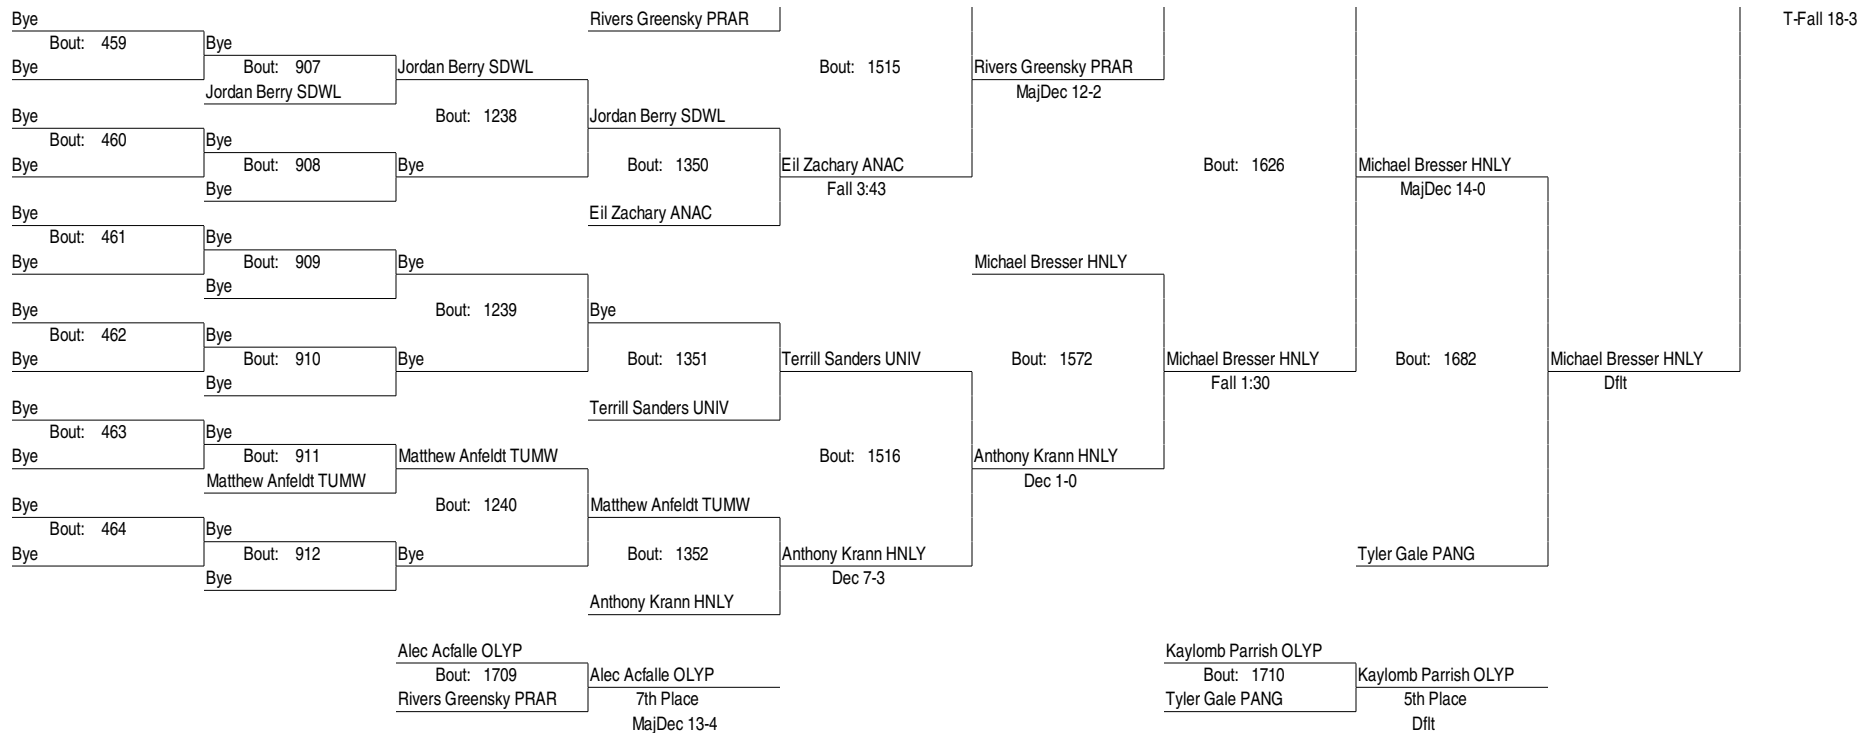 Bye Rivers Greensky PRAR T-Fall 18-3
Bout: 459 Bye
Bye Bout: 907 Jordan Berry SDWL Bout: 1515 Rivers Greensky PRAR
Jordan Berry SDWL MajDec 12-2
Bye Bout: 1238 Jordan Berry SDWL
Bout: 460 Bye
Bye Bout: 908 Bye Bout: 1350 Eil Zachary ANAC Bout: 1626 Michael Bresser HNLY
Bye Fall 3:43 MajDec 14-0
Bye Eil Zachary ANAC
Bout: 461 Bye
Bye Bout: 909 Bye Michael Bresser HNLY
Bye
Bye Bout: 1239 Bye
Bout: 462 Bye
Bye Bout: 910 Bye Bout: 1351 Terrill Sanders UNIV Bout: 1572 Michael Bresser HNLY Bout: 1682 Michael Bresser HNLY
Bye Fall 1:30 Dflt
Bye Terrill Sanders UNIV
Bout: 463 Bye
Bye Bout: 911 Matthew Anfeldt TUMW Bout: 1516 Anthony Krann HNLY
Matthew Anfeldt TUMW Dec 1-0
Bye Bout: 1240 Matthew Anfeldt TUMW
Bout: 464 Bye
Bye Bout: 912 Bye Bout: 1352 Anthony Krann HNLY Tyler Gale PANG
Bye Dec 7-3
Anthony Krann HNLY
Alec Acfalle OLYP Kaylomb Parrish OLYP
Bout: 1709 Alec Acfalle OLYP Bout: 1710 Kaylomb Parrish OLYP
Rivers Greensky PRAR 7th Place Tyler Gale PANG 5th Place
MajDec 13-4 Dflt